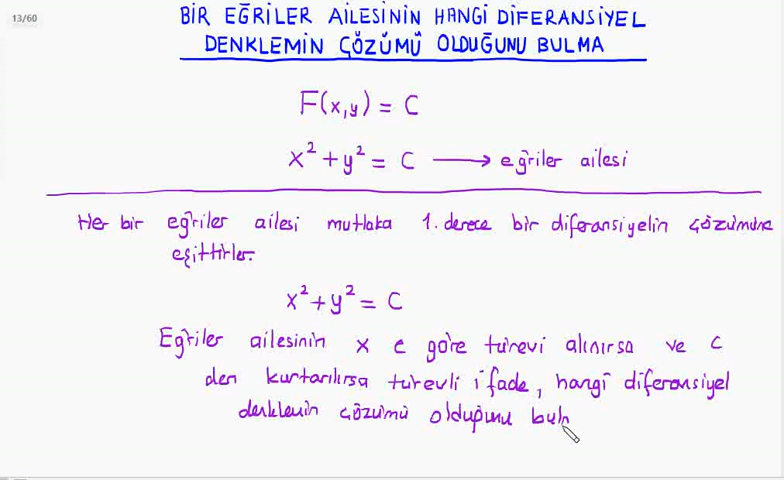 13/60
BİR EĞRİLER AİLESİNİN HANGİ DİFERANSİYEL
DENKLEMİN ÇÖZÜMÜ OLDUĞUNU BULMA
F(x,y) = C
x² + y² = C → eğriler ailesi
Her bir eğriler ailesi mutlaka 1. derece bir diferansiyelin çözümüne
eşittirler.
x² + y² = C
Eğriler ailesinin x e göre türevi alınırsa ve C
den kurtarılırsa türevli ifade, hangi diferansiyel
denklemin çözümü olduğunu buln